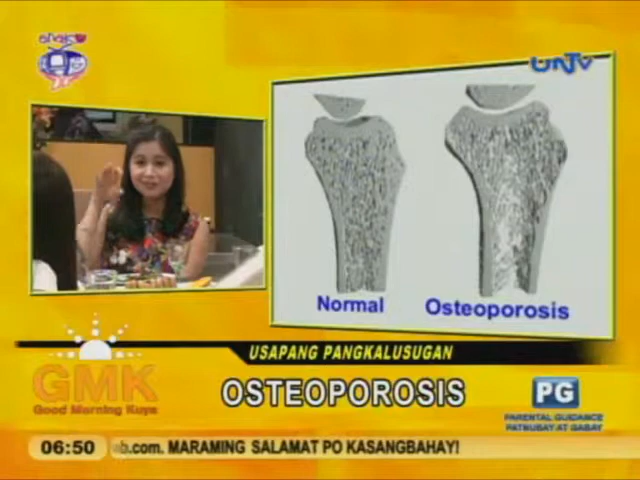 UNTV
Normal
Osteoporosis
USAPANG PANGKALUSUGAN
GMK
Good Morning Kuya
OSTEOPOROSIS
PG
PARENTAL GUIDANCE
PATNUBAY AT GABAY
06:50
b.com. MARAMING SALAMAT PO KASANGBAHAY!